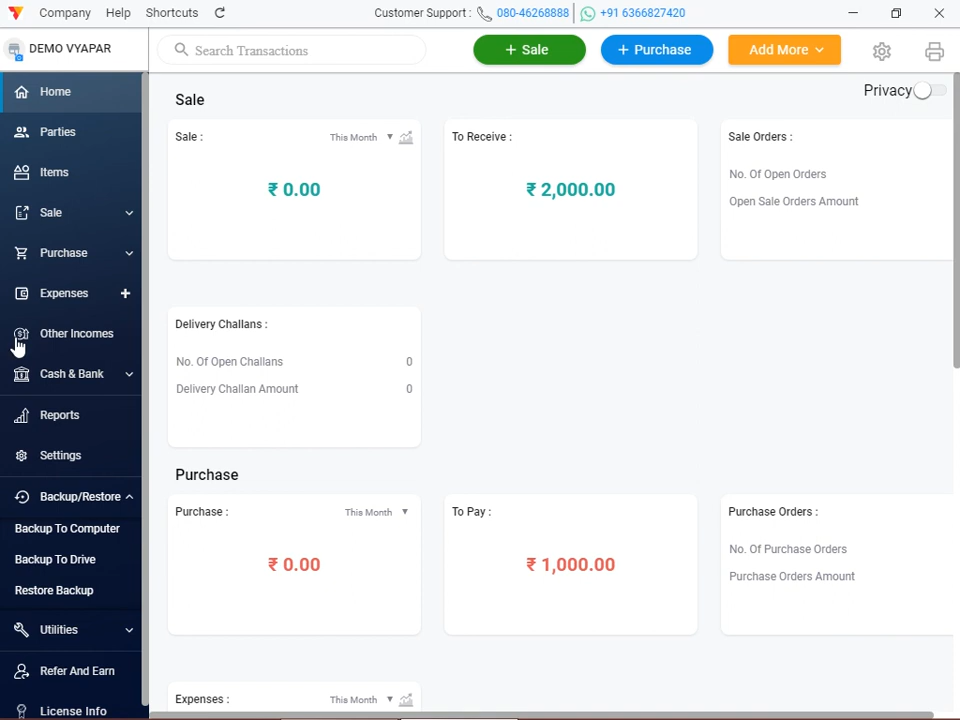 Company Help Shortcuts Customer Support : 080-46268888 +91 6366827420
DEMO VYAPAR Search Transactions + Sale + Purchase Add More
Home
Parties
Items
Sale
Purchase
Expenses +
Other Incomes
Cash & Bank
Reports
Settings
Backup/Restore
Backup To Computer
Backup To Drive
Restore Backup
Utilities
Refer And Earn
License Info
Privacy
Sale
Sale : This Month
₹ 0.00
To Receive :
₹ 2,000.00
Sale Orders :
No. Of Open Orders
Open Sale Orders Amount
Delivery Challans :
No. Of Open Challans 0
Delivery Challan Amount 0
Purchase
Purchase : This Month
₹ 0.00
To Pay :
₹ 1,000.00
Purchase Orders :
No. Of Purchase Orders
Purchase Orders Amount
Expenses : This Month